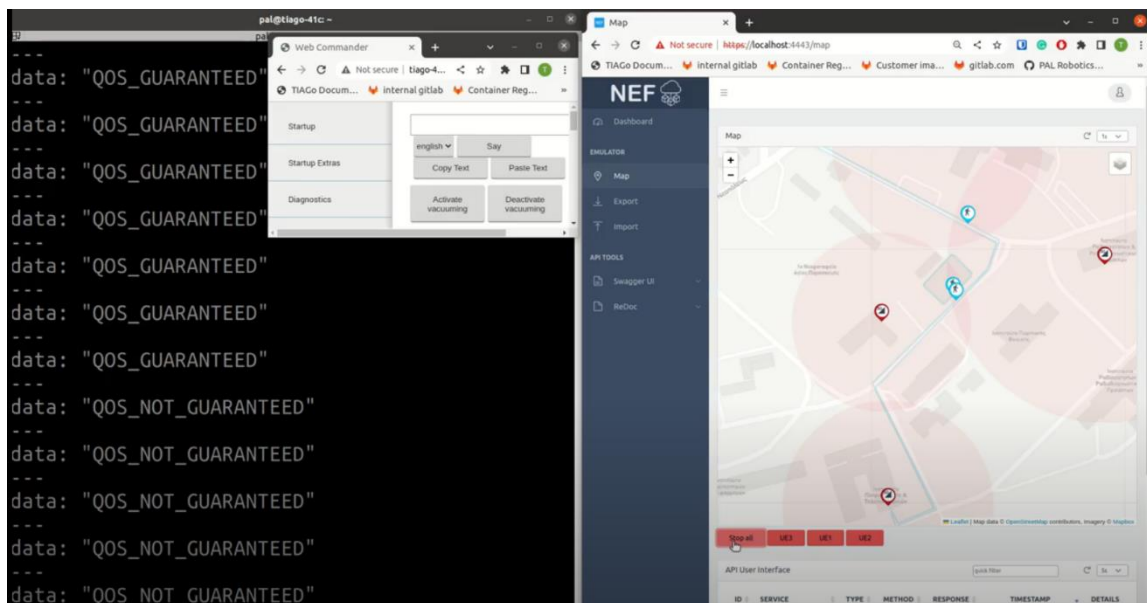 pal@tiago-41c: ~
---
data: "QOS_GUARANTEED"
---
data: "QOS_GUARANTEED"
---
data: "QOS_GUARANTEED"
---
data: "QOS_GUARANTEED"
---
data: "QOS_GUARANTEED"
---
data: "QOS_GUARANTEED"
---
data: "QOS_GUARANTEED"
---
data: "QOS_NOT_GUARANTEED"
---
data: "QOS_NOT_GUARANTEED"
---
data: "QOS_NOT_GUARANTEED"
---
data: "QOS_NOT_GUARANTEED"
---
data: "QOS_NOT_GUARANTEED"
Web Commander
Not secure | tiago-4...
TIAGo Docum... internal gitlab Container Reg... »
Startup
Startup Extras
Diagnostics
english Say
Copy Text Paste Text
Activate vacuuming
Deactivate vacuuming
Map
Not secure | https://localhost:4443/map
TIAGo Docum... internal gitlab Container Reg... Customer ima... gitlab.com PAL Robotics... »
NEF
Dashboard
EMULATOR
Map
Export
Import
API TOOLS
Swagger UI
ReDoc
Map 1s
+
-
Leaflet | Map data © OpenStreetMap contributors, Imagery © Mapbox
Stop all UE3 UE1 UE2
API User Interface quick filter
ID SERVICE TYPE METHOD RESPONSE TIMESTAMP DETAILS